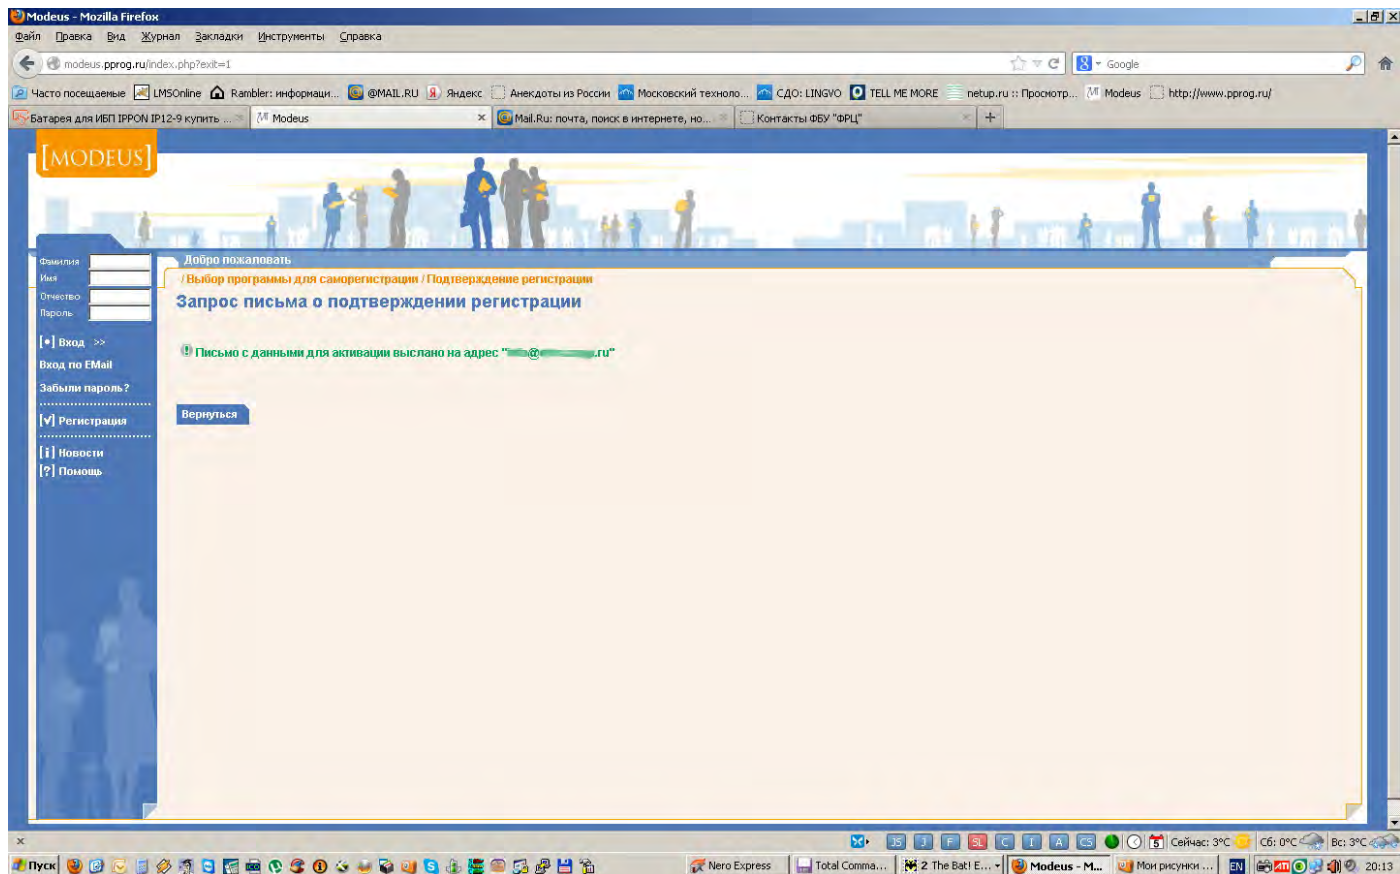 Modeus - Mozilla Firefox
Файл Правка Вид Журнал Закладки Инструменты Справка
modeus.pprog.ru/index.php?exit=1
Google
Часто посещаемые LMSOnline Rambler: информаци... @MAIL.RU Яндекс Анекдоты из России Московский техноло... СДО: LINGVO TELL ME MORE netup.ru :: Просмотр... Modeus http://www.pprog.ru/
Батарея для ИБП IPPON IP12-9 купить ... Modeus Mail.Ru: почта, поиск в интернете, но... Контакты ФБУ "ФРЦ"
[MODEUS]
Фамилия
Имя
Отчество
Пароль
[•] Вход >>
Вход по EMail
Забыли пароль?
[√] Регистрация
[i] Новости
[?] Помощь
Добро пожаловать
/ Выбор программы для саморегистрации / Подтверждение регистрации
Запрос письма о подтверждении регистрации
Письмо с данными для активации выслано на адрес " @ .ru"
Вернуться
JS J F SL C I A CS 5 Сейчас: 3°C Сб: 0°C Вс: 3°C
Пуск Nero Express Total Comma... 2 The Bat! E... Modeus - M... Мои рисунки ... EN 20:13